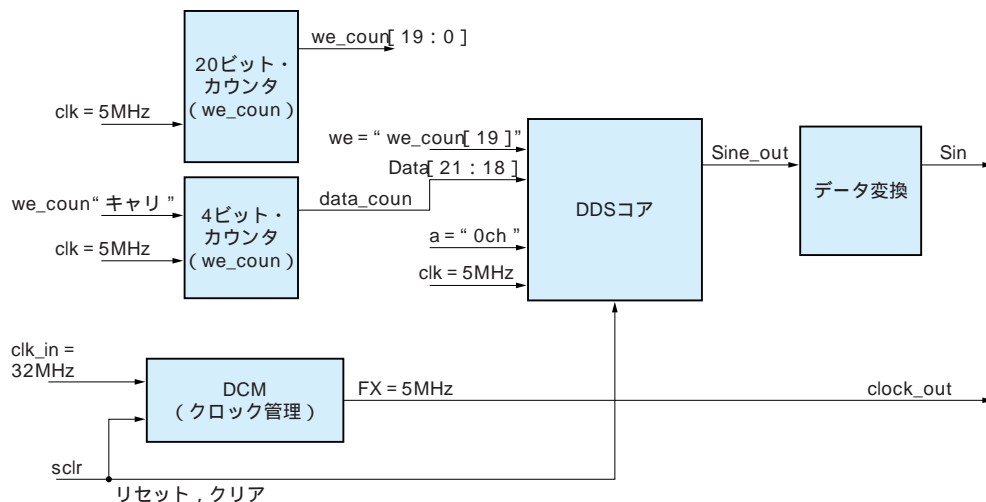 we_coun[19:0]
20ビット・
カウンタ
(we_coun)
clk=5MHz
we=“we_coun[19]”
Data[21:18]
Sine_out
Sin
データ変換
we_coun“キャリ”
4ビット・
カウンタ
(we_coun)
data_coun
clk=5MHz
DDSコア
a=“0ch”
clk=5MHz
clk_in=
32MHz
DCM
(クロック管理)
FX=5MHz
clock_out
sclr
リセット,クリア